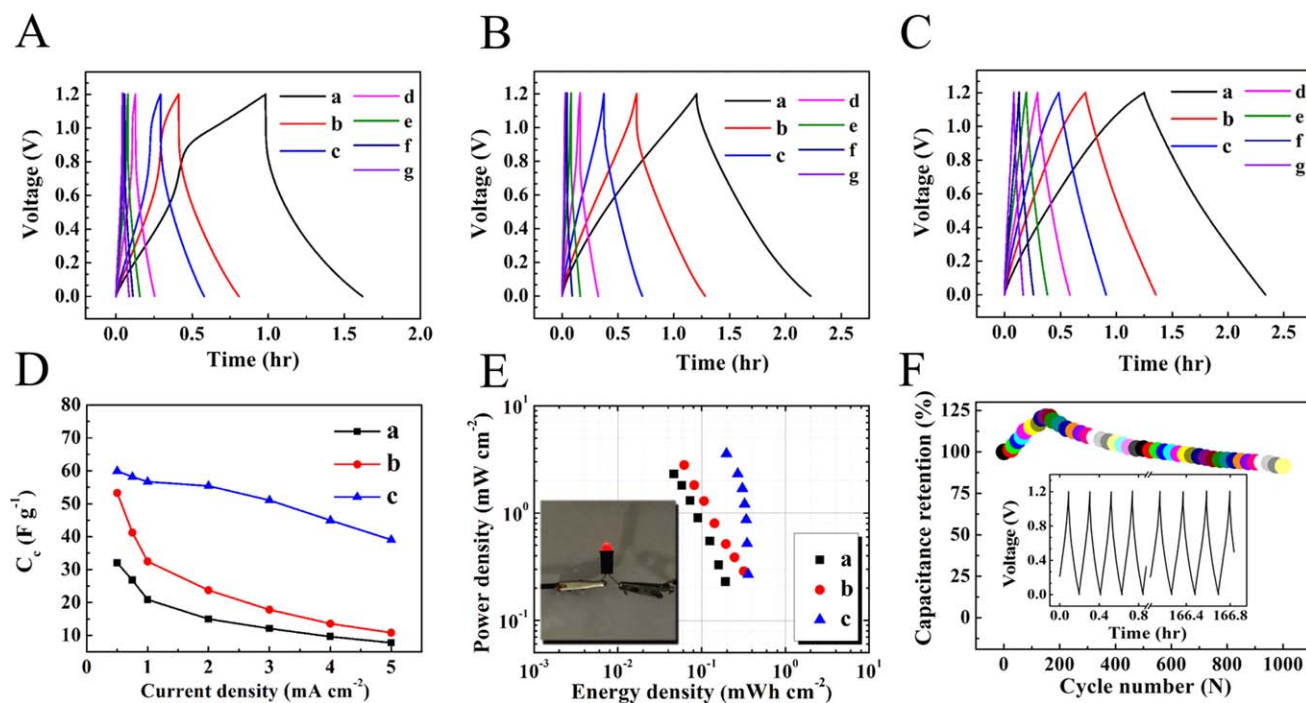 A
B
C
Voltage (V)
1.2
1.0
0.8
0.6
0.4
0.2
0.0
a
b
c
d
e
f
g
0.0 0.5 1.0 1.5 2.0
Time (hr)
Voltage (V)
1.2
1.0
0.8
0.6
0.4
0.2
0.0
a
b
c
d
e
f
g
0.0 0.5 1.0 1.5 2.0 2.5
Time (hr)
Voltage (V)
1.2
1.0
0.8
0.6
0.4
0.2
0.0
a
b
c
d
e
f
g
0.0 0.5 1.0 1.5 2.0 2.5
Time (hr)
D
E
F
Cc (F g-1)
80
70
60
50
40
30
20
10
a
b
c
0 1 2 3 4 5
Current density (mA cm-2)
Power density (mW cm-2)
101
100
10-1
a
b
c
10-3 10-2 10-1 100 101
Energy density (mWh cm-2)
Capacitance retention (%)
125
100
75
50
25
0
Voltage (V)
1.2
0.8
0.4
0.0
0.0 0.4 0.8 166.4 166.8
Time (hr)
0 200 400 600 800 1000
Cycle number (N)